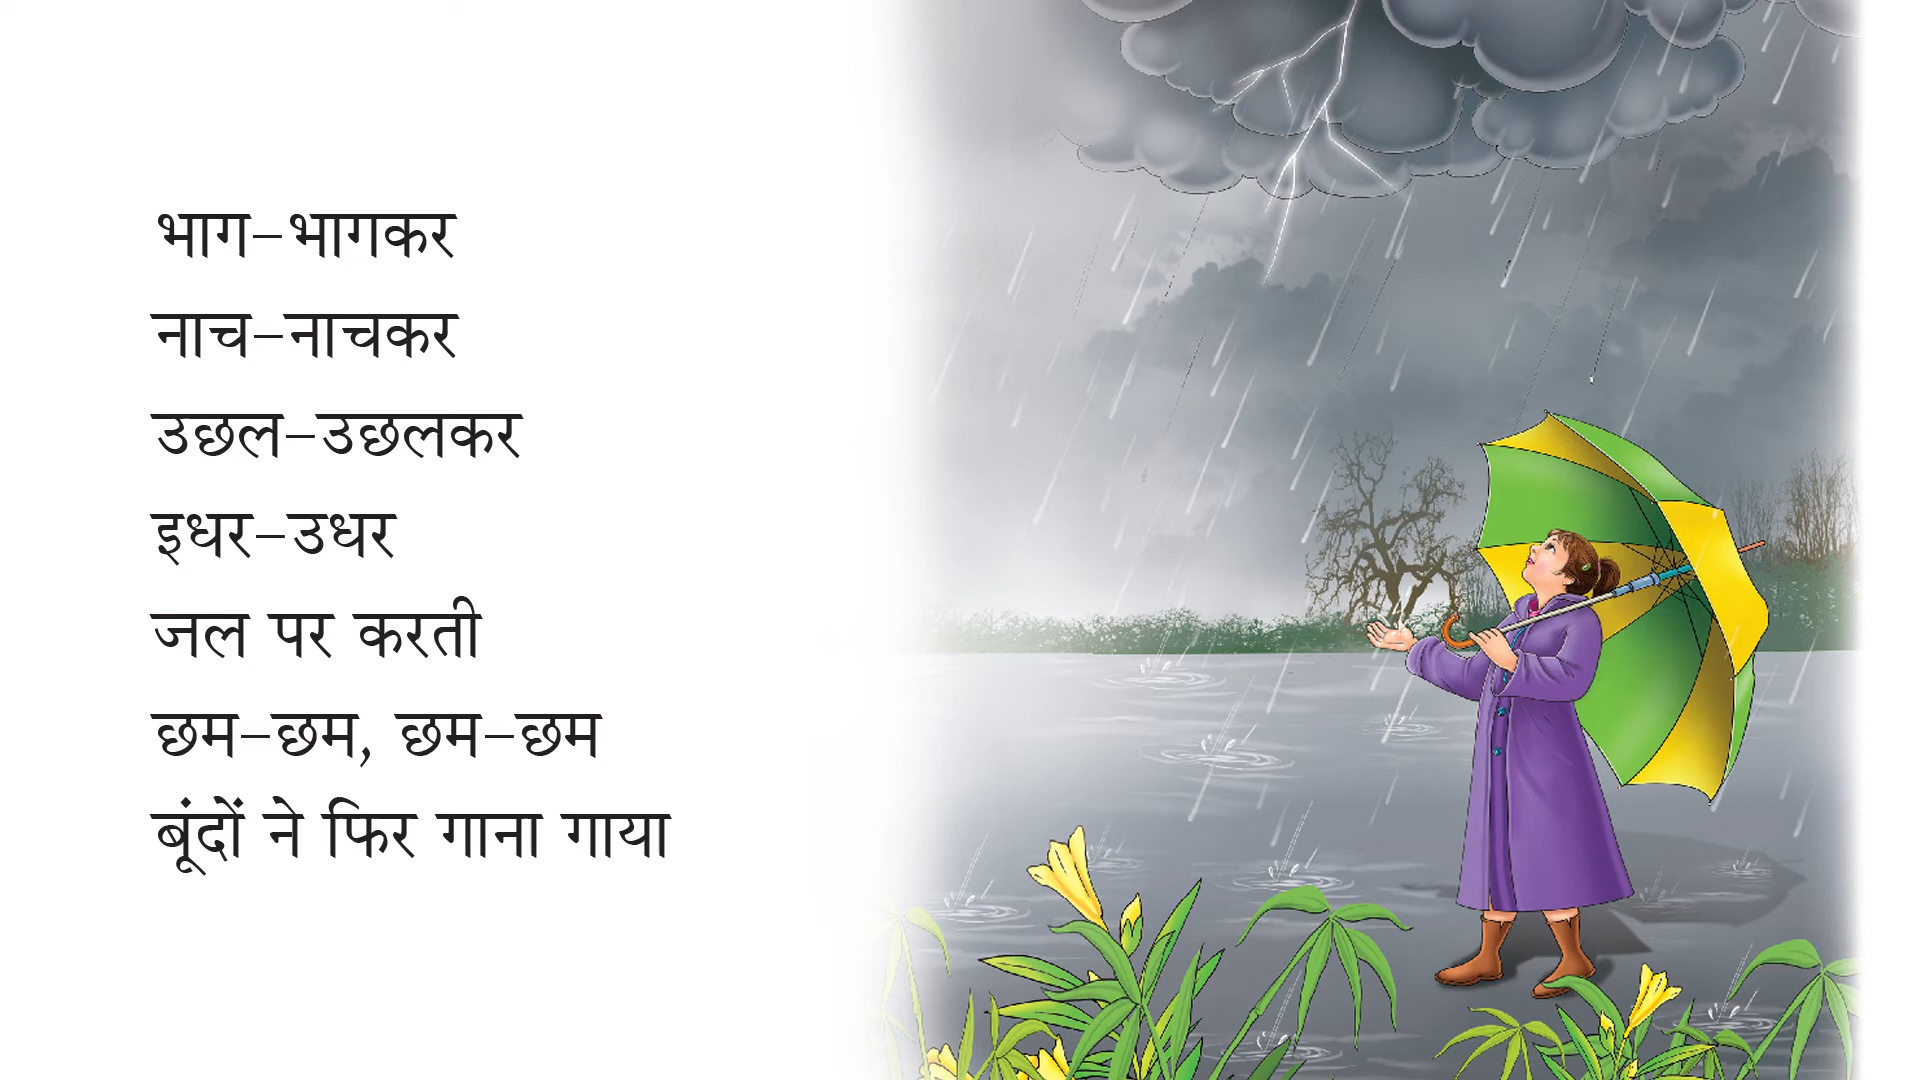 भाग-भागकर
नाच-नाचकर
उछल-उछलकर
इधर-उधर
जल पर करती
छम-छम, छम-छम
बूंदों ने फिर गाना गाया